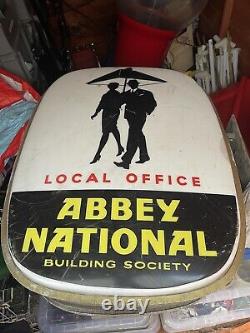 LOCAL OFFICE
ABBEY
NATIONAL
BUILDING SOCIETY